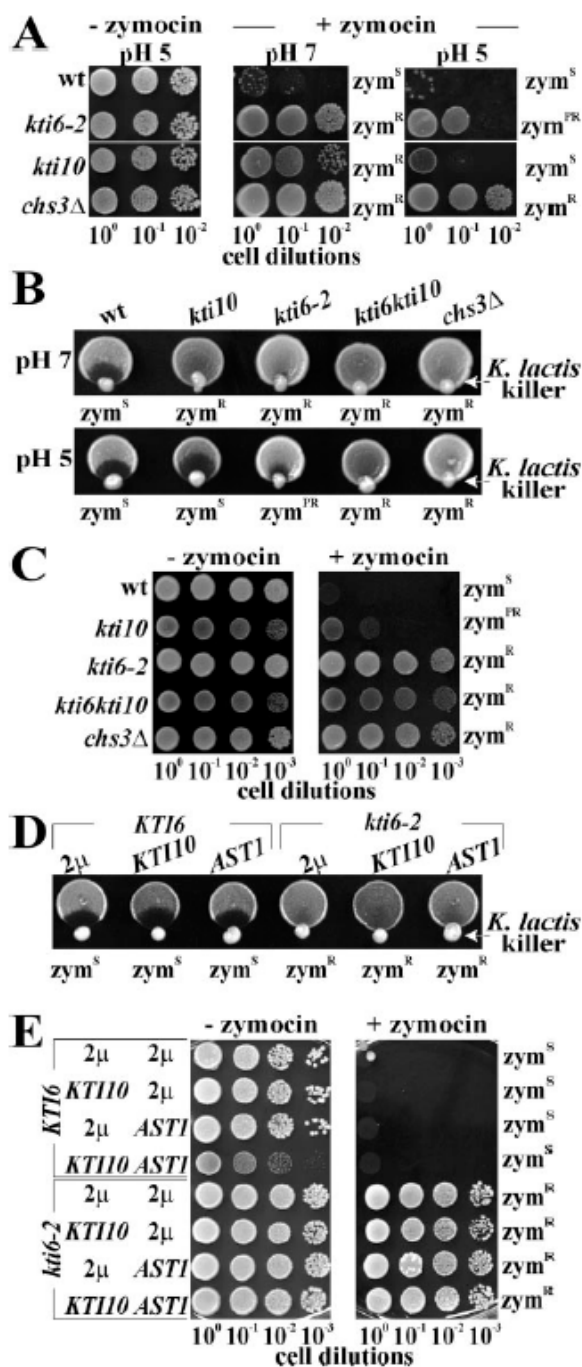 A
- zymocin + zymocin
pH 5 pH 7 pH 5
wt zym^S zym^S
kti6-2 zym^R zym^PR
kti10 zym^R zym^S
chs3Δ zym^R zym^R
10^0 10^-1 10^-2 10^0 10^-1 10^-2 10^0 10^-1 10^-2
cell dilutions
B
wt kti10 kti6-2 kti6kti10 chs3Δ
pH 7 K. lactis
killer
zym^S zym^R zym^R zym^R zym^R
pH 5 K. lactis
killer
zym^S zym^S zym^PR zym^R zym^R
C
- zymocin + zymocin
wt zym^S
kti10 zym^PR
kti6-2 zym^R
kti6kti10 zym^R
chs3Δ zym^R
10^0 10^-1 10^-2 10^-3 10^0 10^-1 10^-2 10^-3
cell dilutions
D
KTI6 kti6-2
2μ KTI10 AST1 2μ KTI10 AST1
K. lactis
killer
zym^S zym^S zym^S zym^R zym^R zym^R
E
- zymocin + zymocin
KTI6
2μ 2μ zym^S
KTI10 2μ zym^S
2μ AST1 zym^S
KTI10 AST1 zym^S
kti6-2
2μ 2μ zym^R
KTI10 2μ zym^R
2μ AST1 zym^R
KTI10 AST1 zym^R
10^0 10^-1 10^-2 10^-3 10^0 10^-1 10^-2 10^-3
cell dilutions